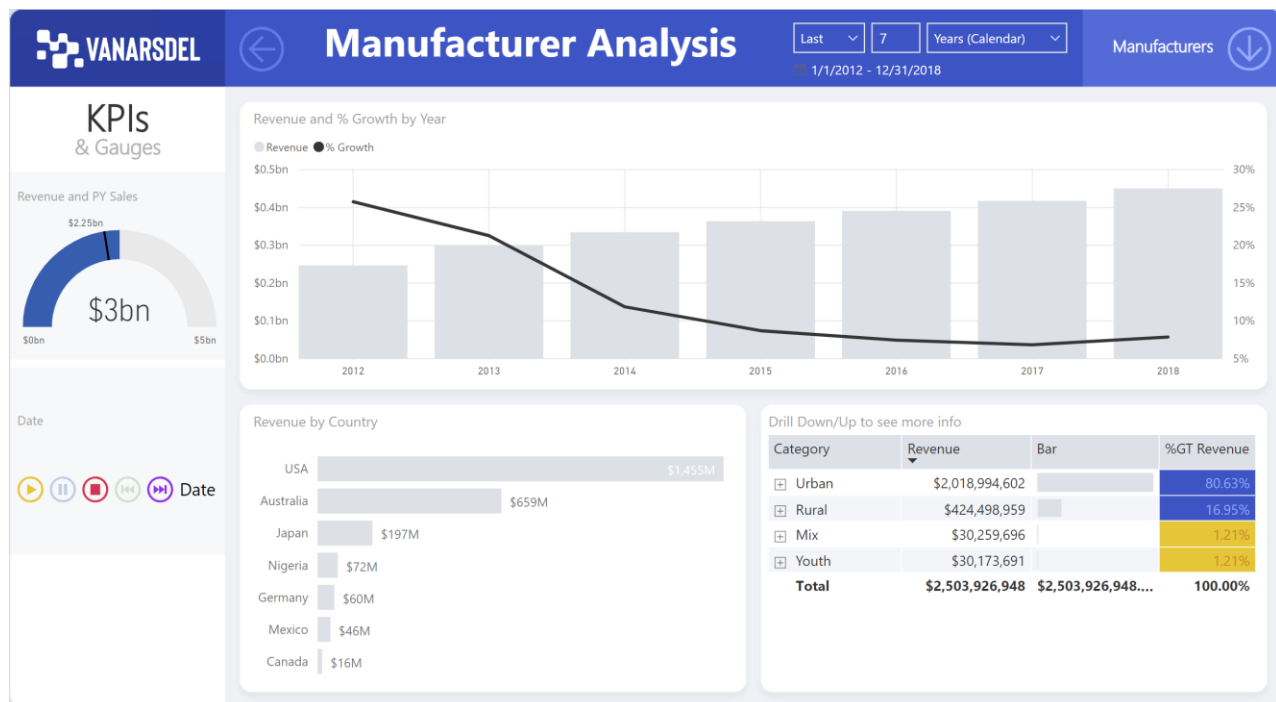 VANARSDEL
Manufacturer Analysis
Last 7 Years (Calendar)
1/1/2012 - 12/31/2018
Manufacturers
KPIs
& Gauges
Revenue and PY Sales
$2.25bn
$3bn
$0bn $5bn
Date
Date
Revenue and % Growth by Year
Revenue % Growth
$0.5bn 30%
$0.4bn 25%
$0.3bn 20%
$0.2bn 15%
$0.1bn 10%
$0.0bn 5%
2012 2013 2014 2015 2016 2017 2018
Revenue by Country
USA $1,455M
Australia $659M
Japan $197M
Nigeria $72M
Germany $60M
Mexico $46M
Canada $16M
Drill Down/Up to see more info
Category Revenue Bar %GT Revenue
Urban $2,018,994,602 80.63%
Rural $424,498,959 16.95%
Mix $30,259,696 1.21%
Youth $30,173,691 1.21%
Total $2,503,926,948 $2,503,926,948.... 100.00%